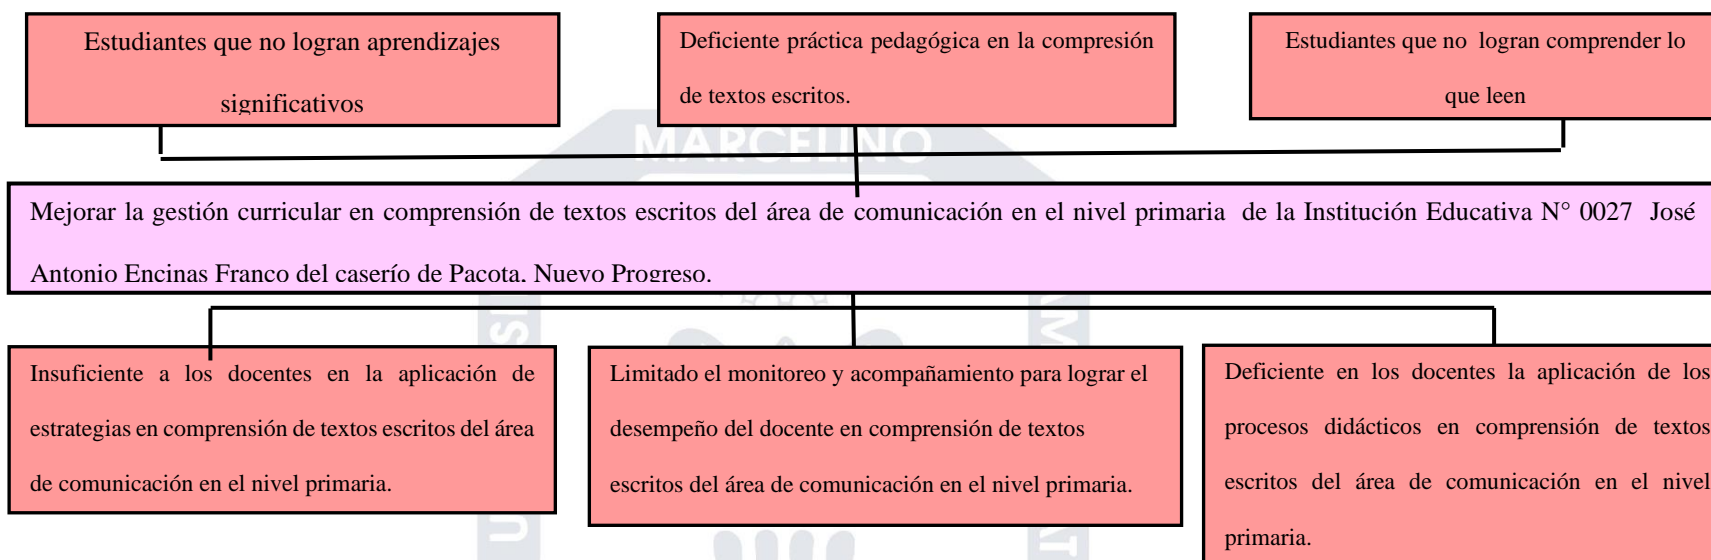 Estudiantes que no logran aprendizajes
significativos
Deficiente práctica pedagógica en la compresión
de textos escritos.
Estudiantes que no logran comprender lo
que leen
MARCELINO
Mejorar la gestión curricular en comprensión de textos escritos del área de comunicación en el nivel primaria de la Institución Educativa N° 0027 José
Antonio Encinas Franco del caserío de Pacota. Nuevo Progreso.
Insuficiente a los docentes en la aplicación de
estrategias en comprensión de textos escritos del área
de comunicación en el nivel primaria.
Limitado el monitoreo y acompañamiento para lograr el
desempeño del docente en comprensión de textos
escritos del área de comunicación en el nivel primaria.
Deficiente en los docentes la aplicación de los
procesos didácticos en comprensión de textos
escritos del área de comunicación en el nivel
primaria.